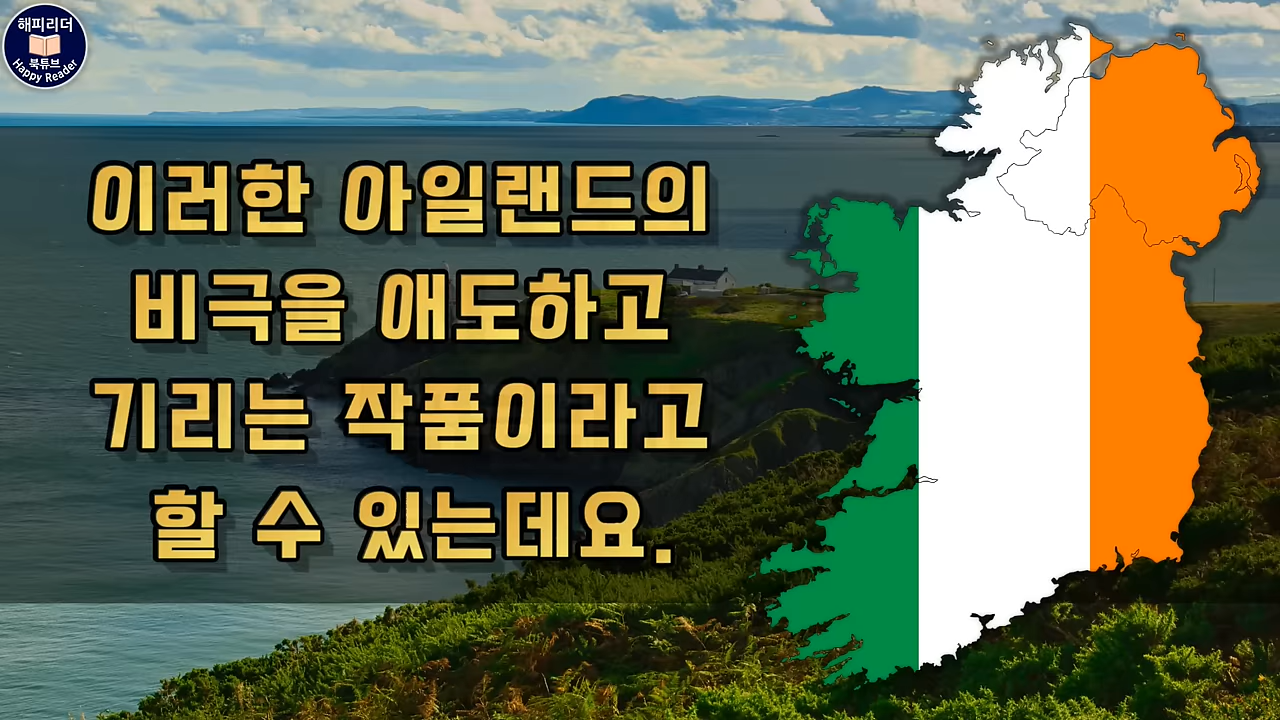 해피리더
북튜브
Happy Reader
이러한 아일랜드의
비극을 애도하고
기리는 작품이라고
할 수 있는데요.